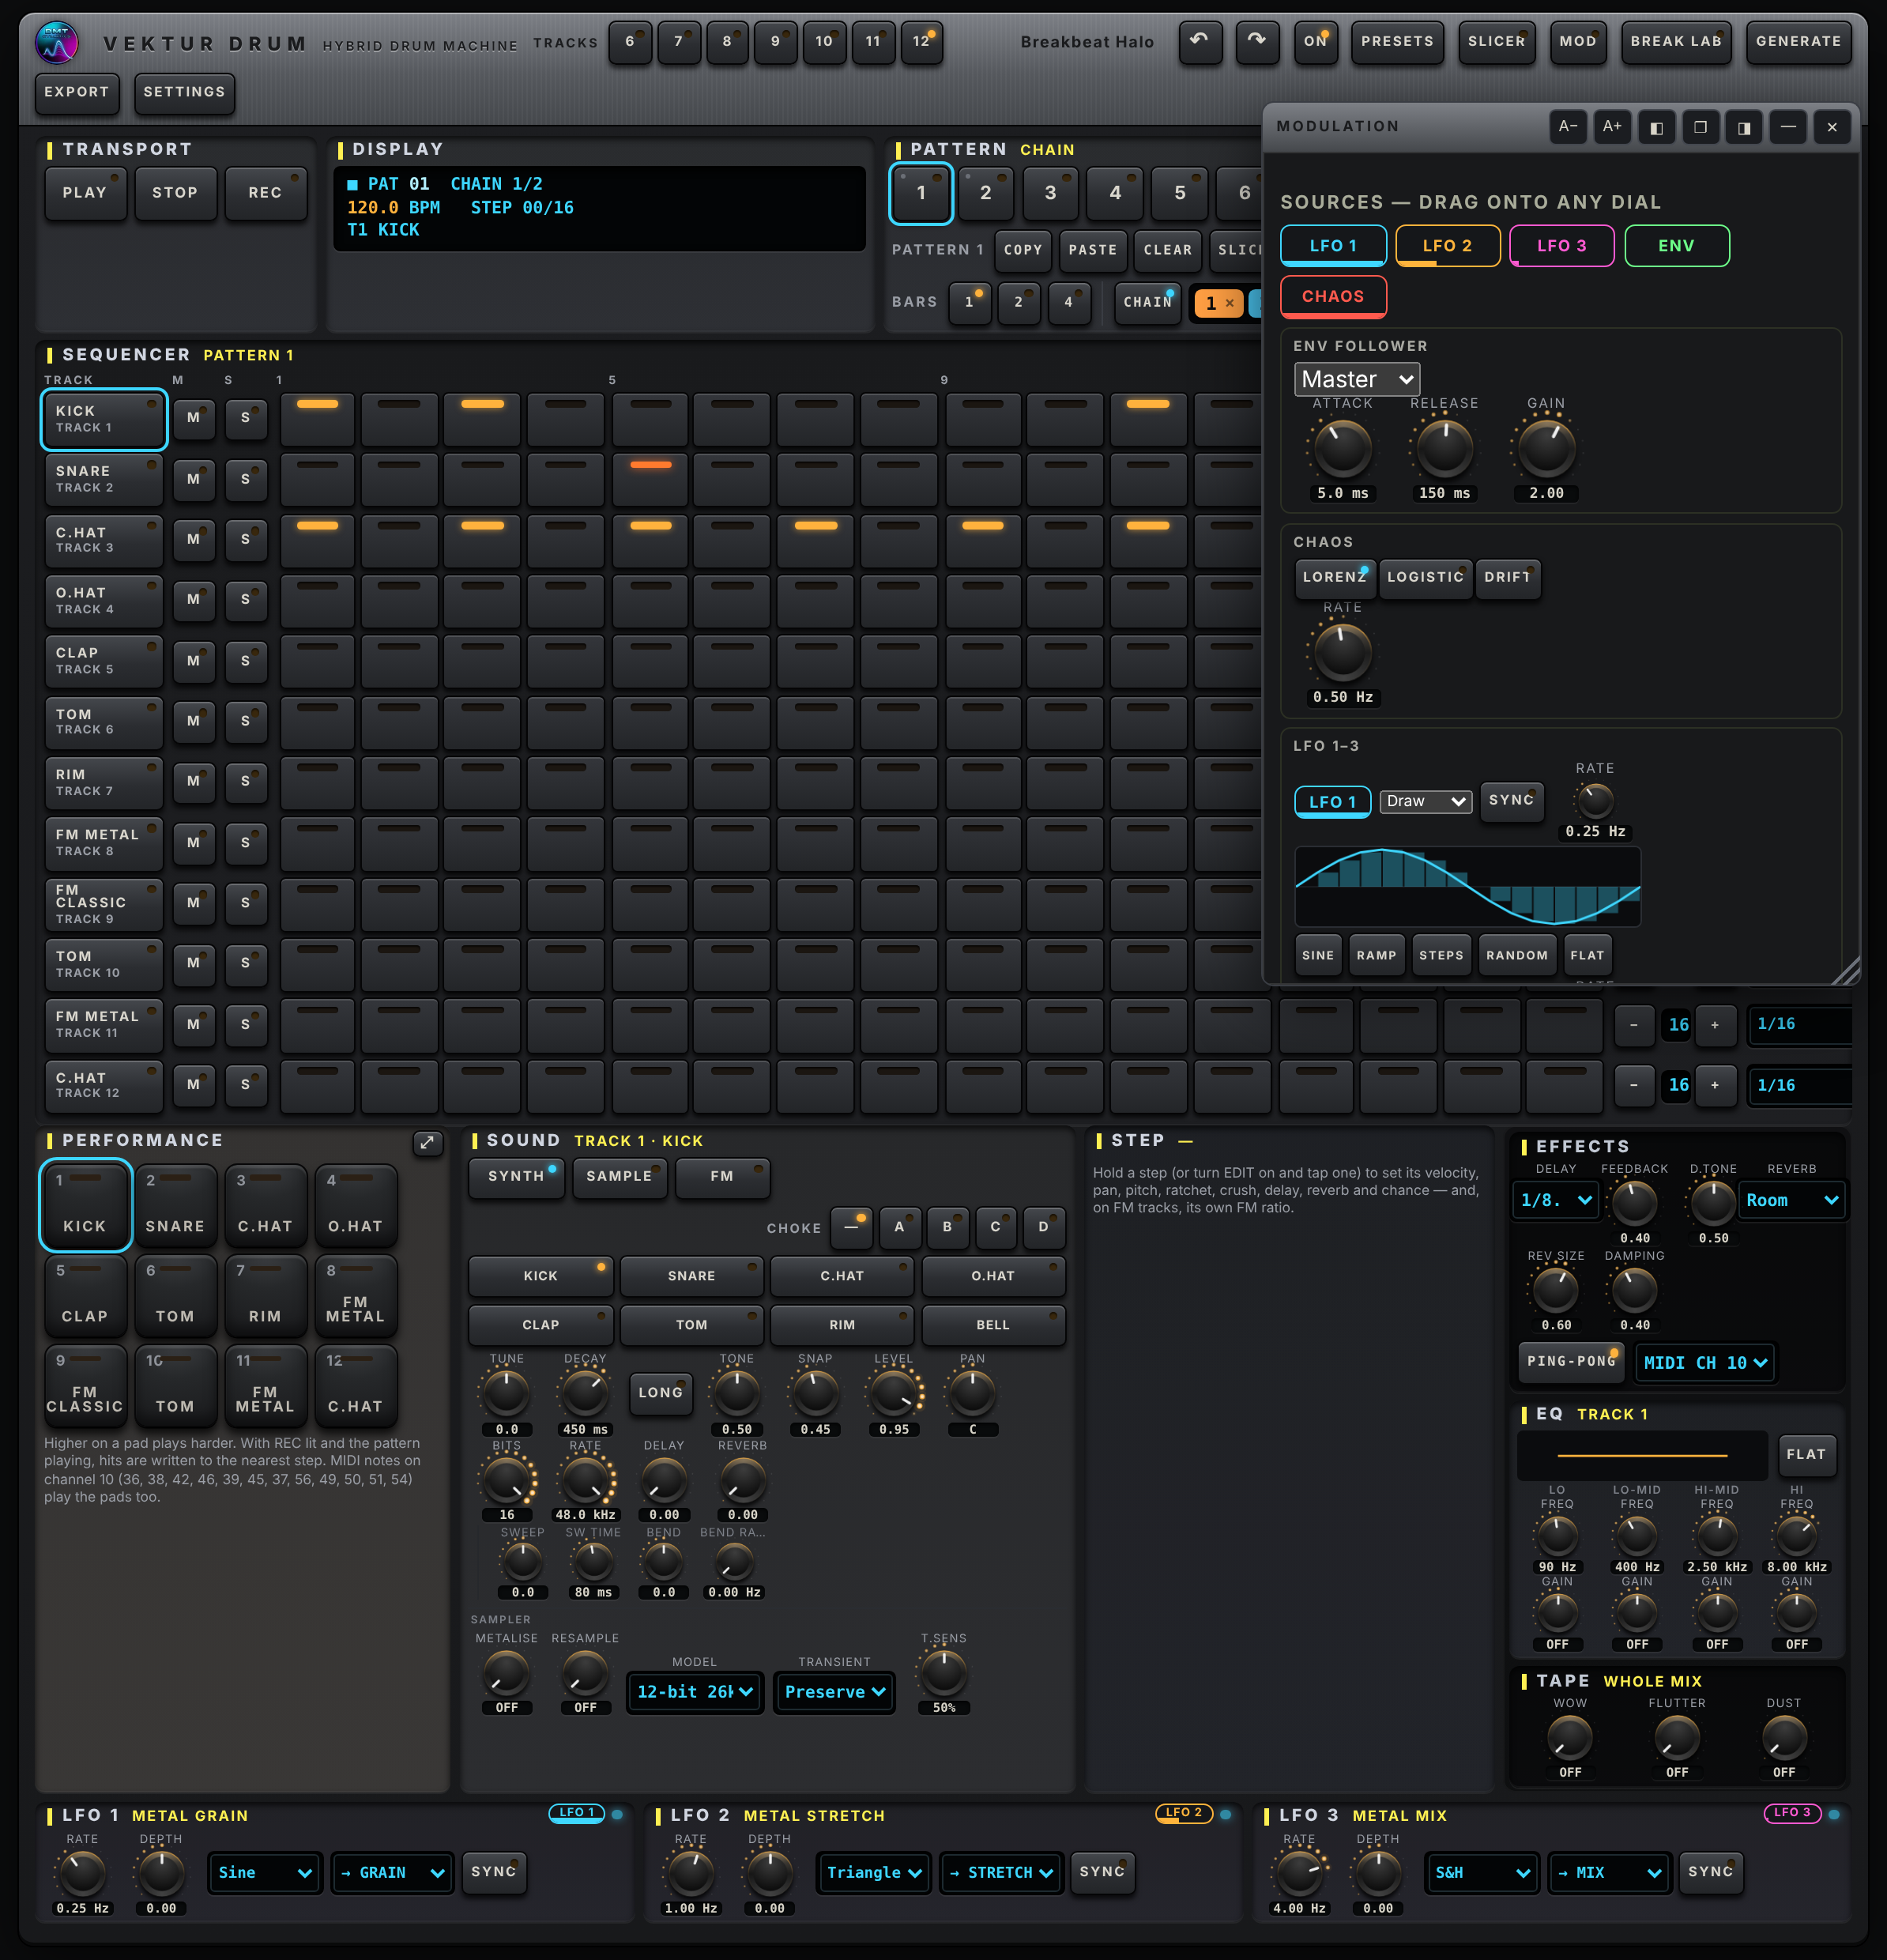 VEKTUR DRUM HYBRID DRUM MACHINE TRACKS 6 7 8 9 10 11 12 Breakbeat Halo ↶ ↷ ON PRESETS SLICER MOD BREAK LAB GENERATE
EXPORT SETTINGS
TRANSPORT
PLAY STOP REC
DISPLAY
■ PAT 01 CHAIN 1/2
120.0 BPM STEP 00/16
T1 KICK
PATTERN CHAIN
1 2 3 4 5 6
PATTERN 1 COPY PASTE CLEAR
BARS 1 2 4 CHAIN 1 ×
MODULATION A− A+ — ✕
SOURCES — DRAG ONTO ANY DIAL
LFO 1 LFO 2 LFO 3 ENV
CHAOS
ENV FOLLOWER
Master
ATTACK RELEASE GAIN
5.0 ms 150 ms 2.00
CHAOS
LORENZ LOGISTIC DRIFT
RATE
0.50 Hz
LFO 1–3
RATE
LFO 1 Draw SYNC
0.25 Hz
SINE RAMP STEPS RANDOM FLAT
SEQUENCER PATTERN 1
TRACK M S 1 5 9
KICK
TRACK 1 M S
SNARE
TRACK 2 M S
C.HAT
TRACK 3 M S
O.HAT
TRACK 4 M S
CLAP
TRACK 5 M S
TOM
TRACK 6 M S
RIM
TRACK 7 M S
FM METAL
TRACK 8 M S
FM
CLASSIC
TRACK 9 M S
TOM
TRACK 10 M S
FM METAL
TRACK 11 M S − 16 + 1/16
C.HAT
TRACK 12 M S − 16 + 1/16
PERFORMANCE
1 2 3 4
KICK SNARE C.HAT O.HAT
5 6 7 8
CLAP TOM RIM FM METAL
9 10 11 12
FM CLASSIC TOM FM METAL C.HAT
Higher on a pad plays harder. With REC lit and the pattern
playing, hits are written to the nearest step. MIDI notes on
channel 10 (36, 38, 42, 46, 39, 45, 37, 56, 49, 50, 51, 54)
play the pads too.
SOUND TRACK 1 · KICK
SYNTH SAMPLE FM
CHOKE — A B C D
KICK SNARE C.HAT O.HAT
CLAP TOM RIM BELL
TUNE DECAY LONG TONE SNAP LEVEL PAN
0.0 450 ms 0.50 0.45 0.95 C
BITS RATE DELAY REVERB
16 48.0 kHz 0.00 0.00
SWEEP SW TIME BEND BEND RA...
0.0 80 ms 0.0 0.00 Hz
SAMPLER
METALISE RESAMPLE MODEL TRANSIENT T.SENS
12-bit 26k Preserve
OFF OFF 50%
STEP —
Hold a step (or turn EDIT on and tap one) to set its velocity,
pan, pitch, ratchet, crush, delay, reverb and chance — and,
on FM tracks, its own FM ratio.
EFFECTS
DELAY FEEDBACK D.TONE REVERB
1/8. Room
0.40 0.50
REV SIZE DAMPING
0.60 0.40
PING-PONG MIDI CH 10
EQ TRACK 1
FLAT
LO FREQ LO-MID FREQ HI-MID FREQ HI FREQ
90 Hz 400 Hz 2.50 kHz 8.00 kHz
GAIN GAIN GAIN GAIN
OFF OFF OFF OFF
TAPE WHOLE MIX
WOW FLUTTER DUST
OFF OFF OFF
LFO 1 METAL GRAIN LFO 1
RATE DEPTH
Sine → GRAIN SYNC
0.25 Hz 0.00
LFO 2 METAL STRETCH LFO 2
RATE DEPTH
Triangle → STRETCH SYNC
1.00 Hz 0.00
LFO 3 METAL MIX LFO 3
RATE DEPTH
S&H → MIX SYNC
4.00 Hz 0.00